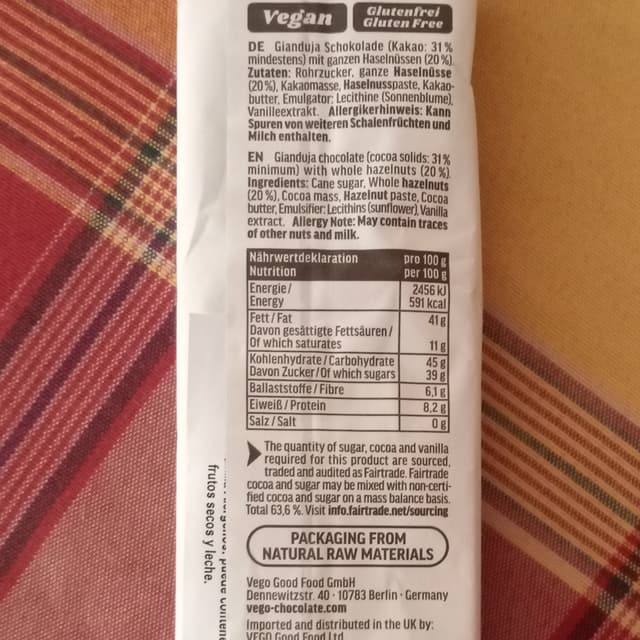 Vegan
Glutenfrei
Gluten Free
DE Gianduja Schokolade (Kakao: 31%
mindestens) mit ganzen Haselnüssen (20%).
Zutaten: Rohrzucker, ganze Haselnüsse
(20%), Kakaomasse, Haselnusspaste, Kakao-
butter, Emulgator: Lecithine (Sonnenblume),
Vanilleextrakt. Allergikerhinweis: Kann
Spuren von weiteren Schalenfrüchten und
Milch enthalten.
EN Gianduja chocolate (cocoa solids: 31%
minimum) with whole hazelnuts (20%).
Ingredients: Cane sugar, Whole hazelnuts
(20%), Cocoa mass, Hazelnut paste, Cocoa
butter, Emulsifier: Lecithins (sunflower), Vanilla
extract. Allergy Note: May contain traces
of other nuts and milk.
Nährwertdeklaration pro 100 g
Nutrition per 100 g
Energie/ 2456 kJ
Energy 591 kcal
Fett/Fat 41 g
Davon gesättigte Fettsäuren/
Of which saturates 11 g
Kohlenhydrate/Carbohydrate 45 g
Davon Zucker/Of which sugars 39 g
Ballaststoffe/Fibre 6,1 g
Eiweiß/Protein 8,2 g
Salz/Salt 0 g
The quantity of sugar, cocoa and vanilla
required for this product are sourced,
traded and audited as Fairtrade. Fairtrade
cocoa and sugar may be mixed with non-certi-
fied cocoa and sugar on a mass balance basis.
Total 63,6 %. Visit info.fairtrade.net/sourcing
PACKAGING FROM
NATURAL RAW MATERIALS
Vego Good Food GmbH
Dennewitzstr. 40 · 10783 Berlin · Germany
vego-chocolate.com
Imported and distributed in the UK by:
VEGO Good Food Ltd
frutos secos y leche.